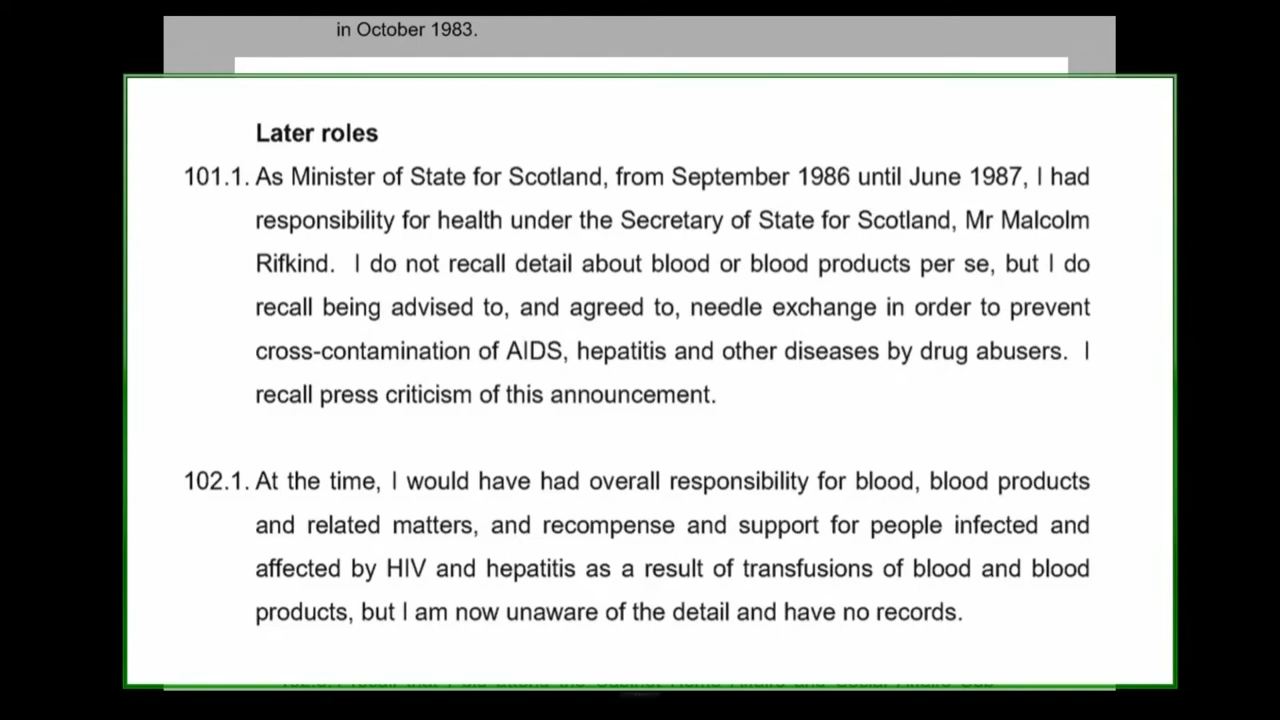 in October 1983.
Later roles
101.1. As Minister of State for Scotland, from September 1986 until June 1987, I had
responsibility for health under the Secretary of State for Scotland, Mr Malcolm
Rifkind. I do not recall detail about blood or blood products per se, but I do
recall being advised to, and agreed to, needle exchange in order to prevent
cross-contamination of AIDS, hepatitis and other diseases by drug abusers. I
recall press criticism of this announcement.
102.1. At the time, I would have had overall responsibility for blood, blood products
and related matters, and recompense and support for people infected and
affected by HIV and hepatitis as a result of transfusions of blood and blood
products, but I am now unaware of the detail and have no records.